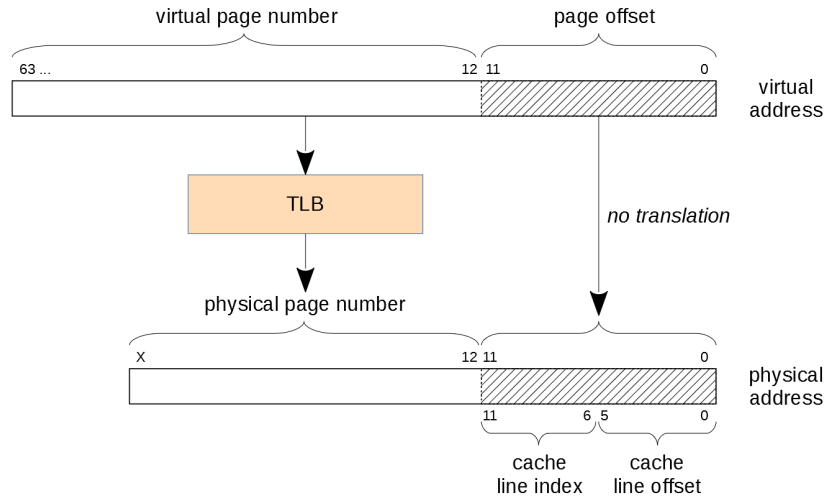 virtual page number
page offset
63 ...
12
11
0
virtual
address
TLB
no translation
physical page number
X
12
11
0
physical
address
11
6
5
0
cache
line index
cache
line offset